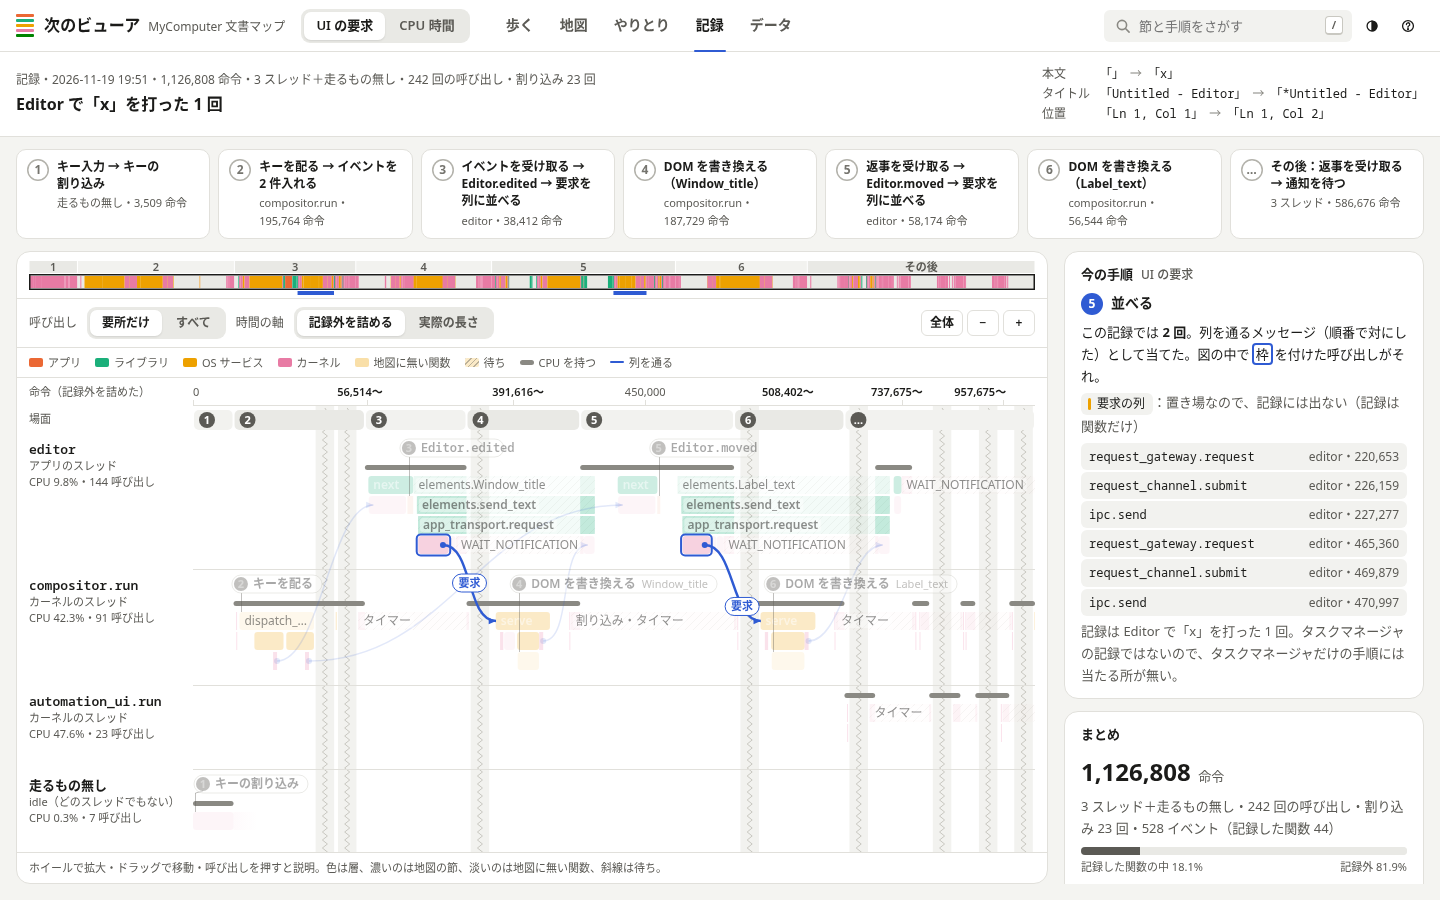 次のビューア MyComputer 文書マップ UI の要求 CPU 時間 歩く 地図 やりとり 記録 データ 節と手順をさがす /
記録・2026-11-19 19:51・1,126,808 命令・3 スレッド＋走るもの無し・242 回の呼び出し・割り込み 23 回
Editor で「x」を打った 1 回
本文 「」 → 「x」
タイトル 「Untitled - Editor」 → 「*Untitled - Editor」
位置 「Ln 1, Col 1」 → 「Ln 1, Col 2」
1 キー入力 → キーの
割り込み
走るもの無し・3,509 命令
2 キーを配る → イベントを
2 件入れる
compositor.run・
195,764 命令
3 イベントを受け取る →
Editor.edited → 要求を
列に並べる
editor・38,412 命令
4 DOM を書き換える
（Window_title）
compositor.run・
187,729 命令
5 返事を受け取る →
Editor.moved → 要求を
列に並べる
editor・58,174 命令
6 DOM を書き換える
（Label_text）
compositor.run・
56,544 命令
… その後：返事を受け取る
→ 通知を待つ
3 スレッド・586,676 命令
1 2 3 4 5 6 その後
呼び出し 要所だけ すべて 時間の軸 記録外を詰める 実際の長さ 全体 − +
アプリ ライブラリ OS サービス カーネル 地図に無い関数 待ち CPU を持つ 列を通る
命令（記録外を詰めた） 0 56,514〜 391,616〜 450,000 508,402〜 737,675〜 957,675〜
場面 1 2 3 4 5 6 …
editor
アプリのスレッド
CPU 9.8%・144 呼び出し
3 Editor.edited 5 Editor.moved
next elements.Window_title next elements.Label_text WAIT_NOTIFICATION
elements.send_text elements.send_text
app_transport.request app_transport.request
WAIT_NOTIFICATION WAIT_NOTIFICATION
要求 要求
compositor.run
カーネルのスレッド
CPU 42.3%・91 呼び出し
2 キーを配る 4 DOM を書き換える Window_title 6 DOM を書き換える Label_text
dispatch_… タイマー serve 割り込み・タイマー serve タイマー
automation_ui.run
カーネルのスレッド
CPU 47.6%・23 呼び出し
タイマー
走るもの無し
idle（どのスレッドでもない）
CPU 0.3%・7 呼び出し
1 キーの割り込み
ホイールで拡大・ドラッグで移動・呼び出しを押すと説明。色は層、濃いのは地図の節、淡いのは地図に無い関数、斜線は待ち。
今の手順 UI の要求
5 並べる
この記録では 2 回。列を通るメッセージ（順番で対にし
た）として当てた。図の中で 枠 を付けた呼び出しがそ
れ。
要求の列 ：置き場なので、記録には出ない（記録は
関数だけ）
request_gateway.request editor・220,653
request_channel.submit editor・226,159
ipc.send editor・227,277
request_gateway.request editor・465,360
request_channel.submit editor・469,879
ipc.send editor・470,997
記録は Editor で「x」を打った 1 回。タスクマネージャ
の記録ではないので、タスクマネージャだけの手順には
当たる所が無い。
まとめ
1,126,808 命令
3 スレッド＋走るもの無し・242 回の呼び出し・割り込
み 23 回・528 イベント（記録した関数 44）
記録した関数の中 18.1% 記録外 81.9%